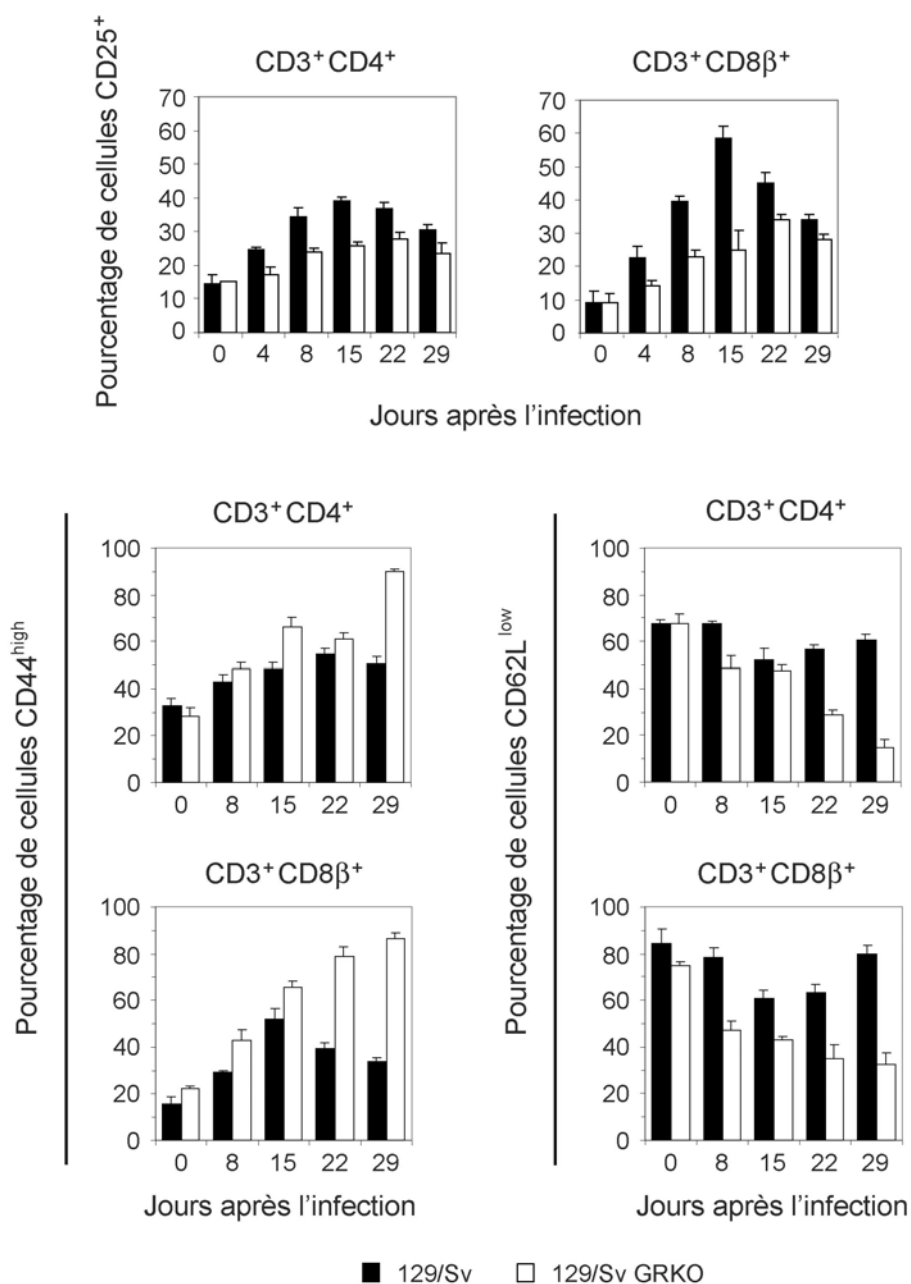 Pourcentage de cellules CD25+
CD3+ CD4+
70
60
50
40
30
20
10
0
0 4 8 15 22 29
CD3+ CD8β+
70
60
50
40
30
20
10
0
0 4 8 15 22 29
Jours après l'infection
Pourcentage de cellules CD44high
CD3+ CD4+
100
80
60
40
20
0
0 8 15 22 29
CD3+ CD8β+
100
80
60
40
20
0
0 8 15 22 29
Jours après l'infection
Pourcentage de cellules CD62Llow
CD3+ CD4+
100
80
60
40
20
0
0 8 15 22 29
CD3+ CD8β+
100
80
60
40
20
0
0 8 15 22 29
Jours après l'infection
129/Sv 129/Sv GRKO